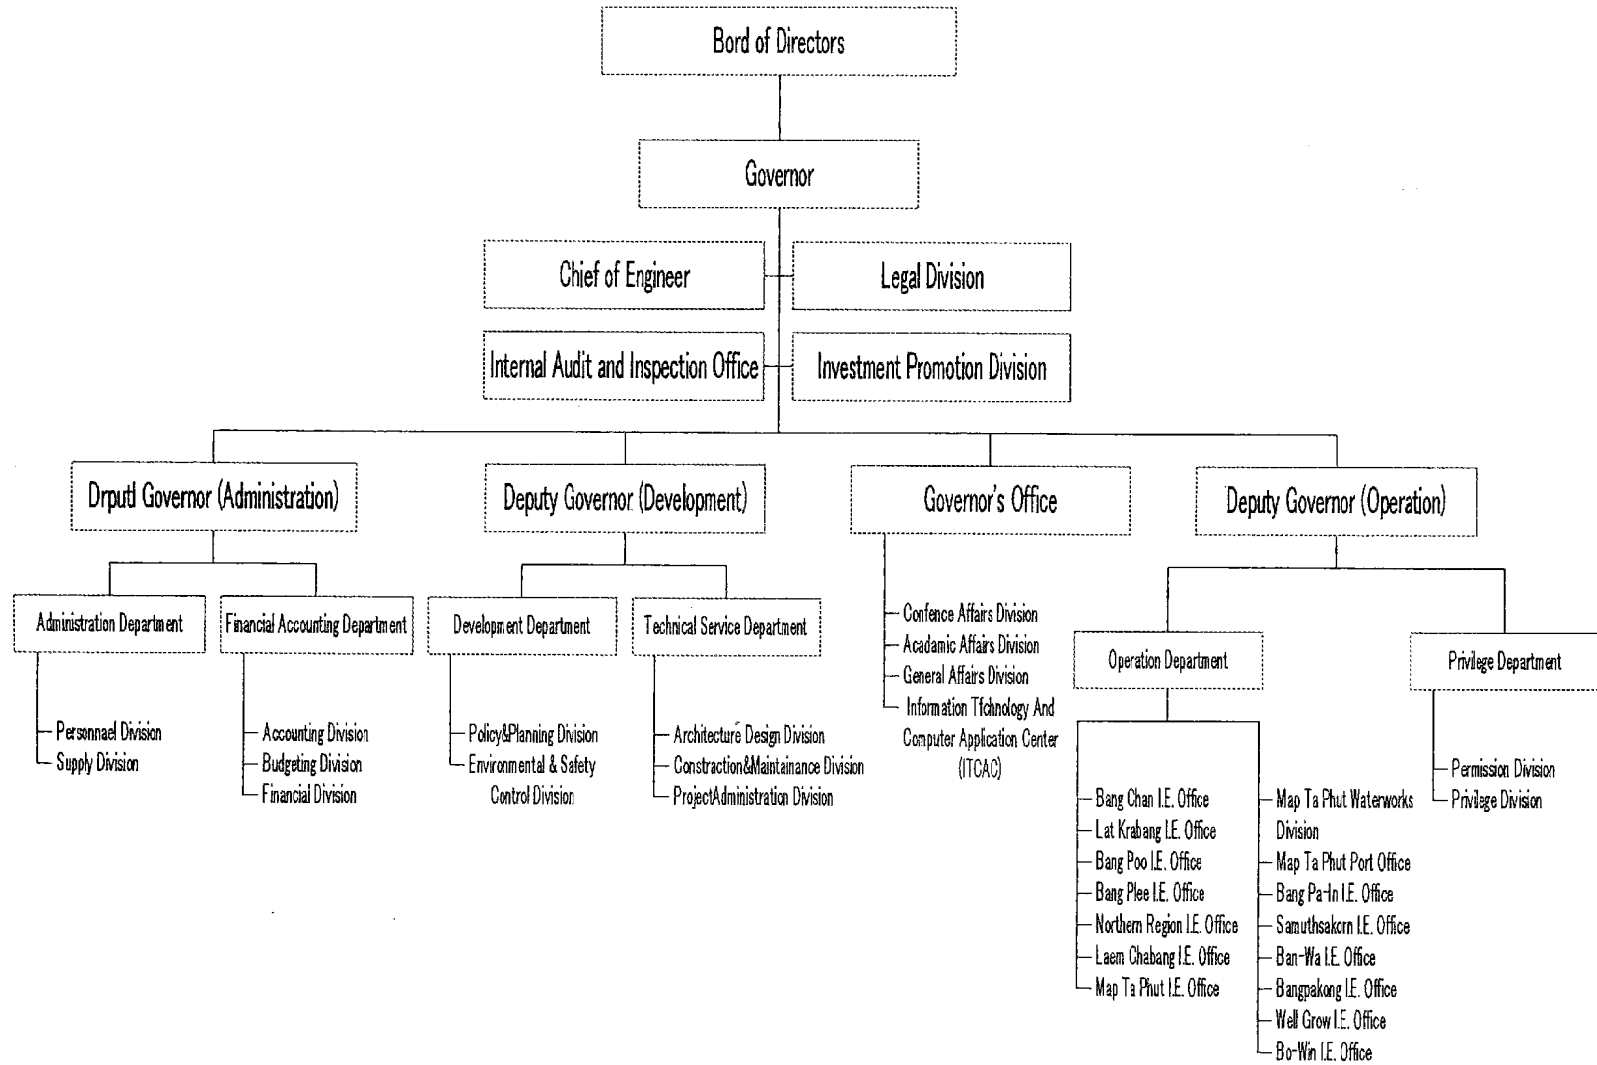 Bord of Directors
Governor
Chief of Engineer
Legal Division
Internal Audit and Inspection Office
Investment Promotion Division
Drputl Governor (Administration)
Deputy Governor (Development)
Governor's Office
Deputy Governor (Operation)
Administration Department
Financial Accounting Department
Development Department
Technical Service Department
Operation Department
Privilege Department
Personnael Division
Supply Division
Accounting Division
Budgeting Division
Financial Division
Policy&Planning Division
Environmental & Safety
Control Division
Architecture Design Division
Constraction&Maintainance Division
ProjectAdministration Division
Confence Affairs Division
Acadamic Affairs Division
General Affairs Division
Information Tfchnology And
Computer Application Center
(ITCAC)
Bang Chan I.E. Office
Lat Krabang I.E. Office
Bang Poo I.E. Office
Bang Plee I.E. Office
Northern Region I.E. Office
Laem Chabang I.E. Office
Map Ta Phut I.E. Office
Map Ta Phut Waterworks
Division
Map Ta Phut Port Office
Bang Pa-In I.E. Office
Samuthsakorn I.E. Office
Ban-Wa I.E. Office
Bangpakong I.E. Office
Well Grow I.E. Office
Bo-Win I.E. Office
Permission Division
Privilege Division